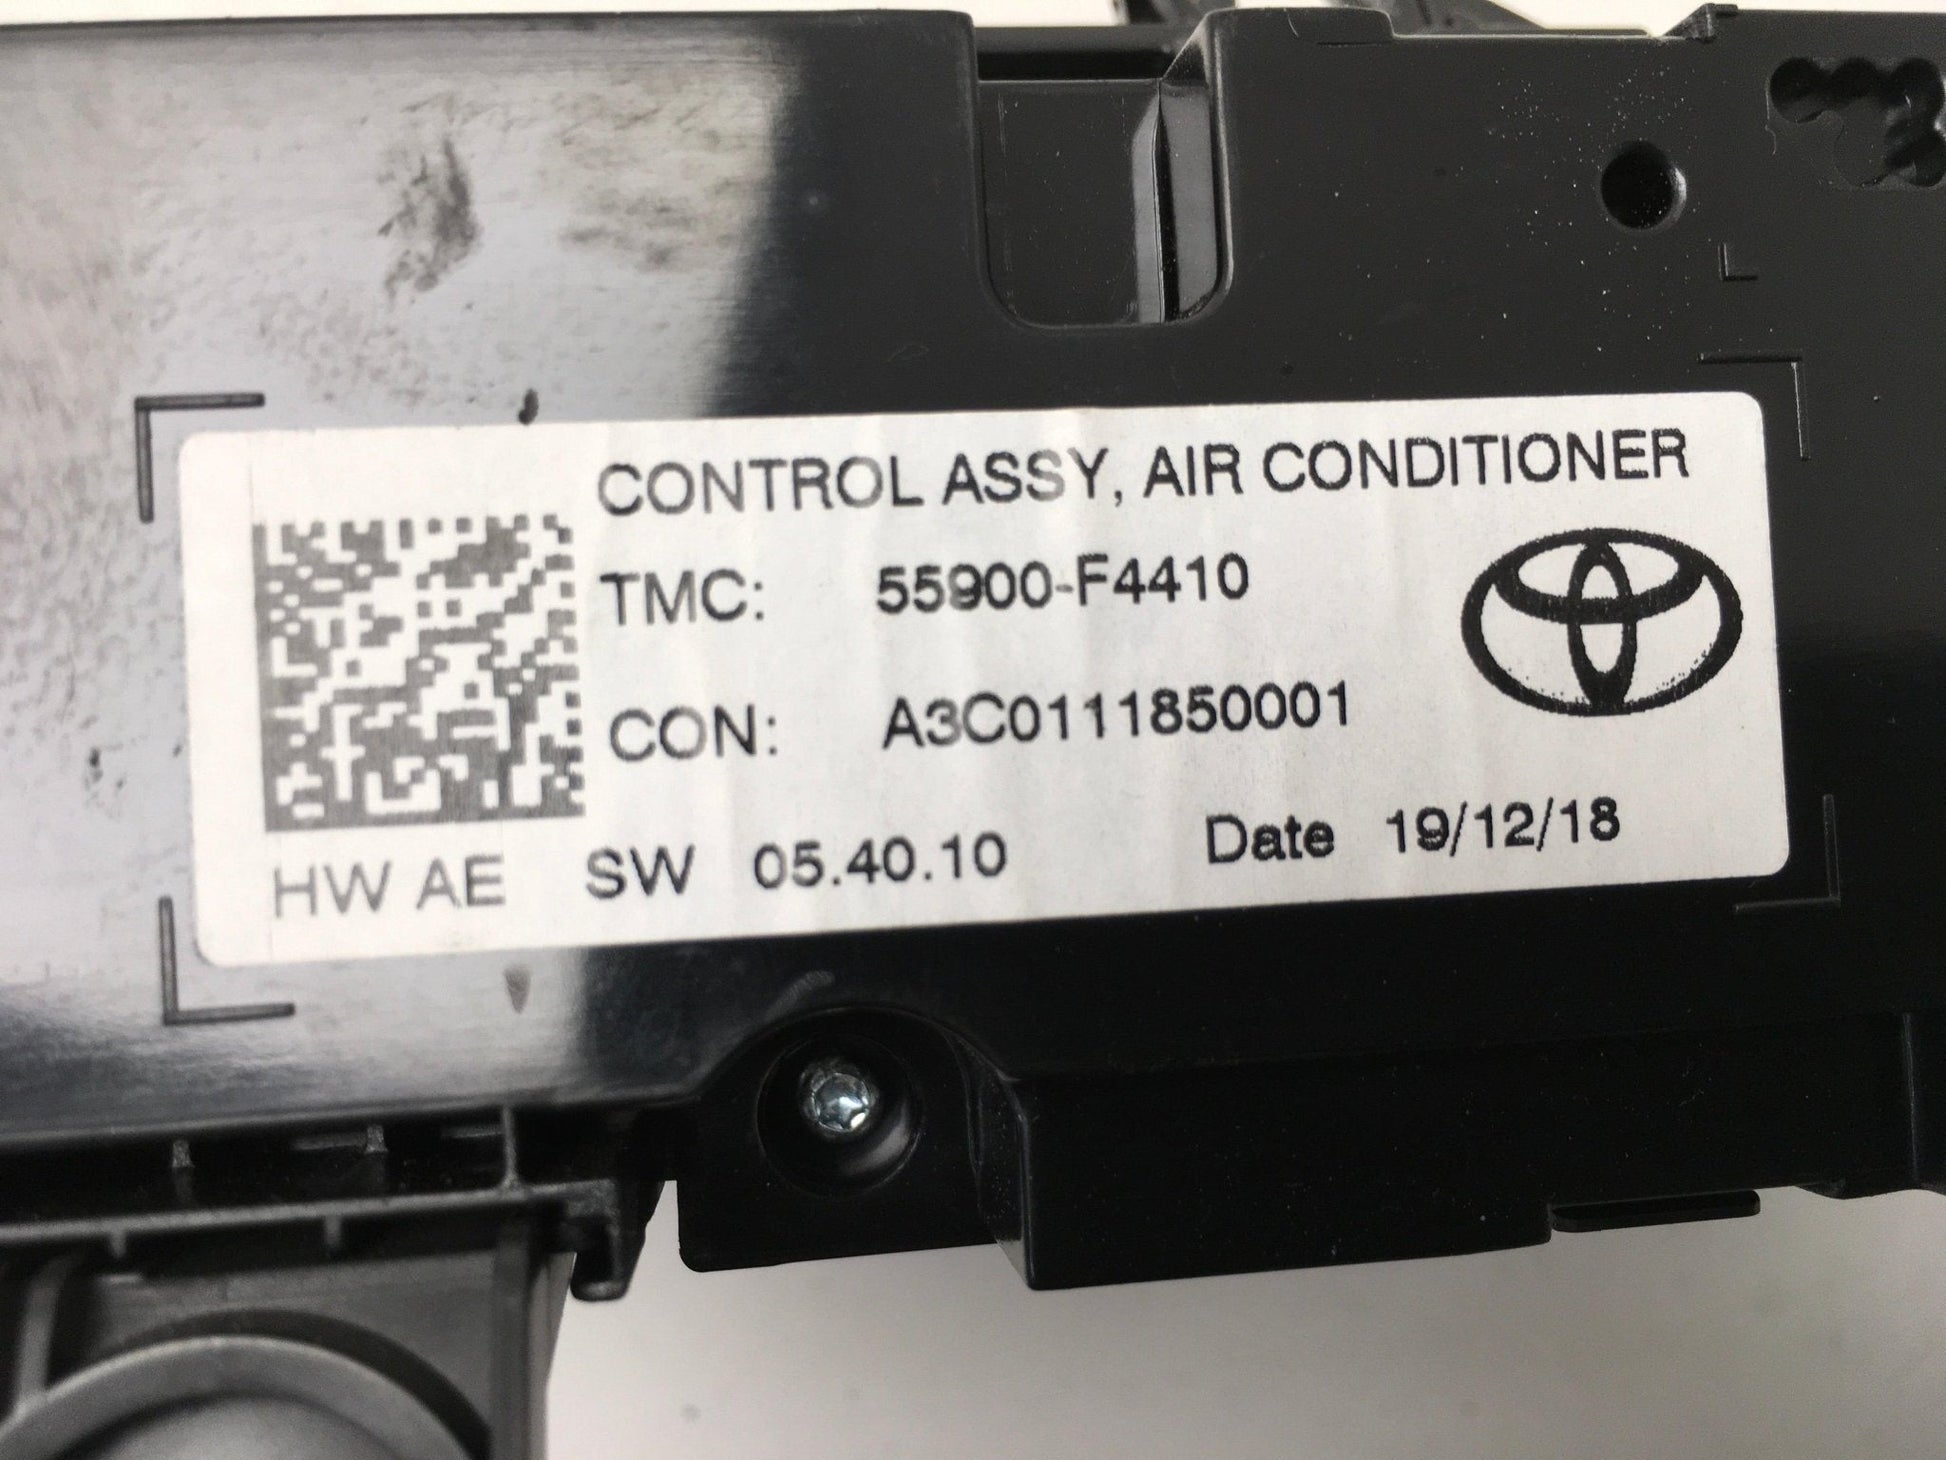 CONTROL ASSY, AIR CONDITIONER
TMC: 55900-F4410
CON: A3C0111850001
HW AE SW 05.40.10 Date 19/12/18